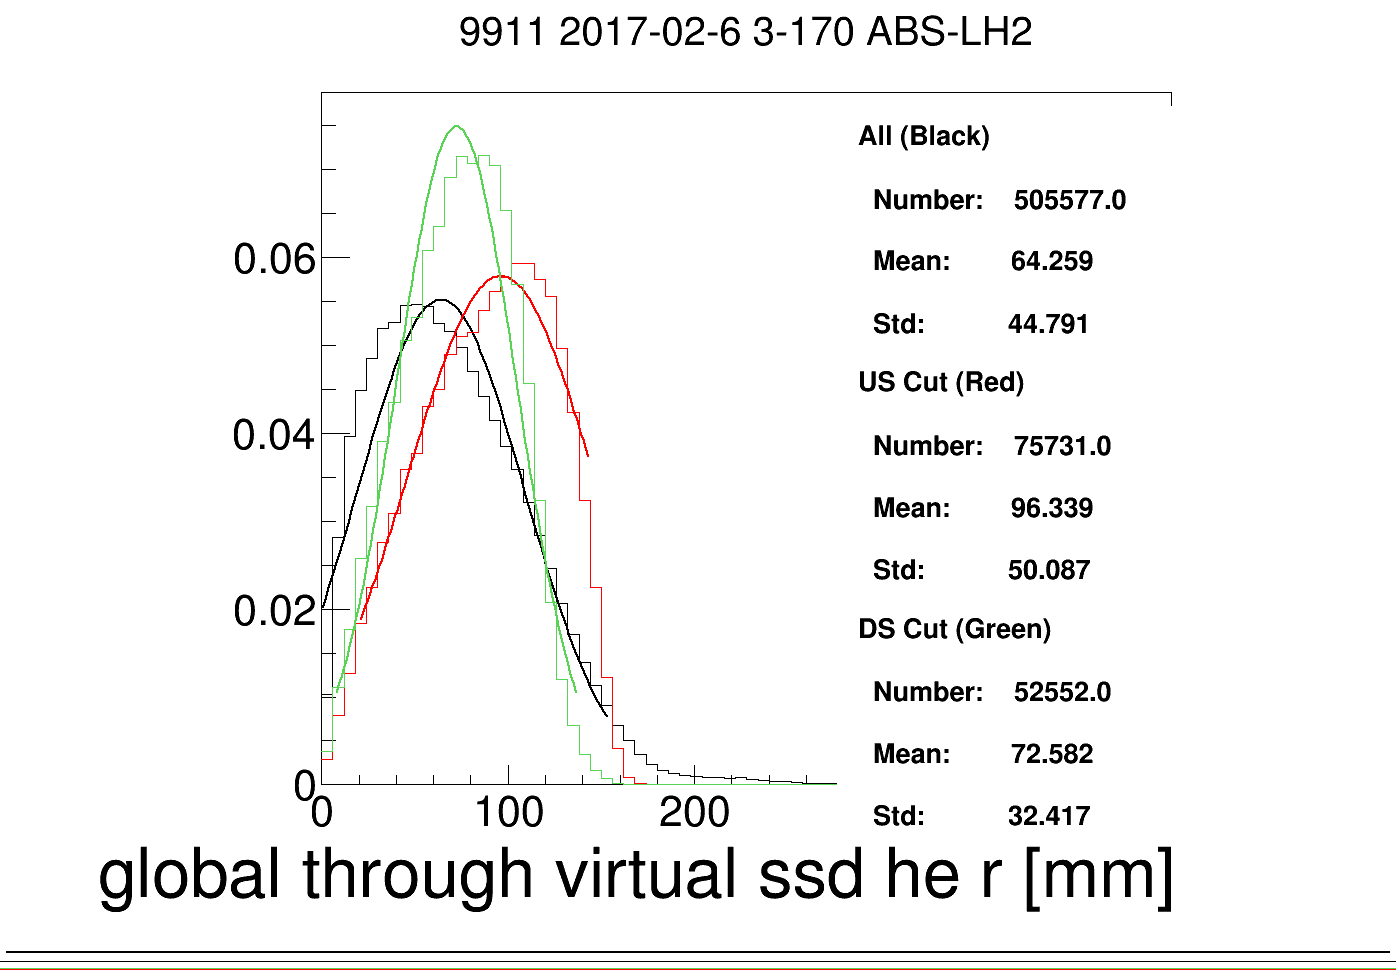 9911 2017-02-6 3-170 ABS-LH2
All (Black)
Number: 505577.0
Mean: 64.259
Std: 44.791
US Cut (Red)
Number: 75731.0
Mean: 96.339
Std: 50.087
DS Cut (Green)
Number: 52552.0
Mean: 72.582
Std: 32.417
0.06
0.04
0.02
0
0 100 200
global through virtual ssd he r [mm]